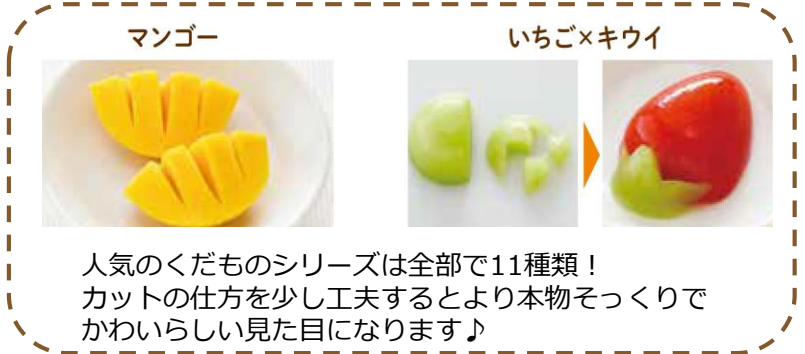 マンゴー
いちご×キウイ
人気のくだものシリーズは全部で11種類！
カットの仕方を少し工夫するとより本物そっくりで
かわいらしい見た目になります♪